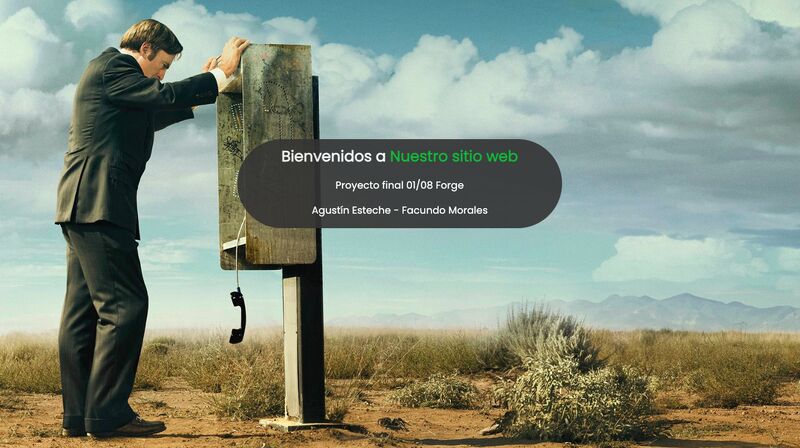 Bienvenidos a Nuestro sitio web
Proyecto final 01/08 Forge
Agustín Esteche - Facundo Morales